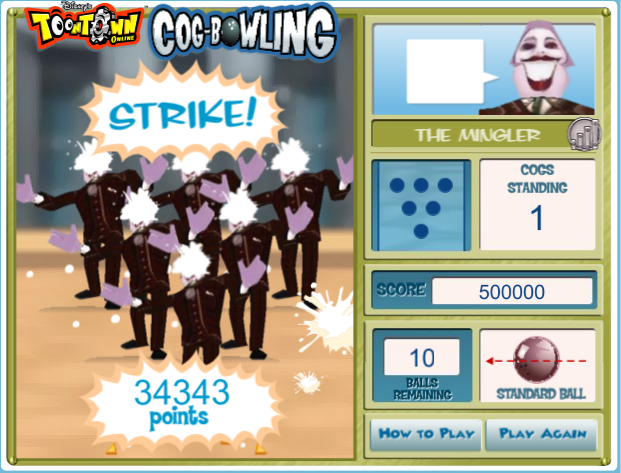 Disney's
TOONTOWN
ONLINE
COG-BOWLING
STRIKE!
34343
points
THE MINGLER
COGS
STANDING
1
SCORE 500000
10
BALLS
REMAINING
STANDARD BALL
HOW TO PLAY
PLAY AGAIN